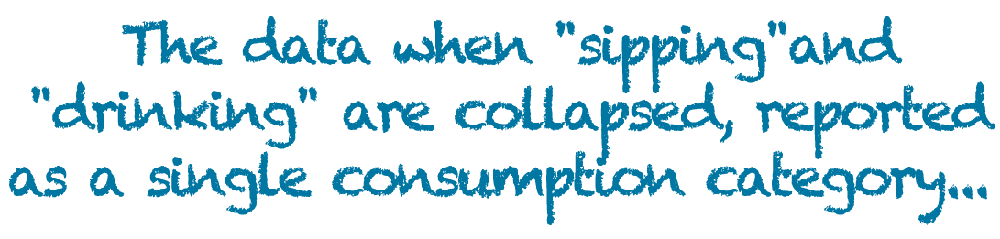 The data when "sipping"and
"drinking" are collapsed, reported
as a single consumption category...